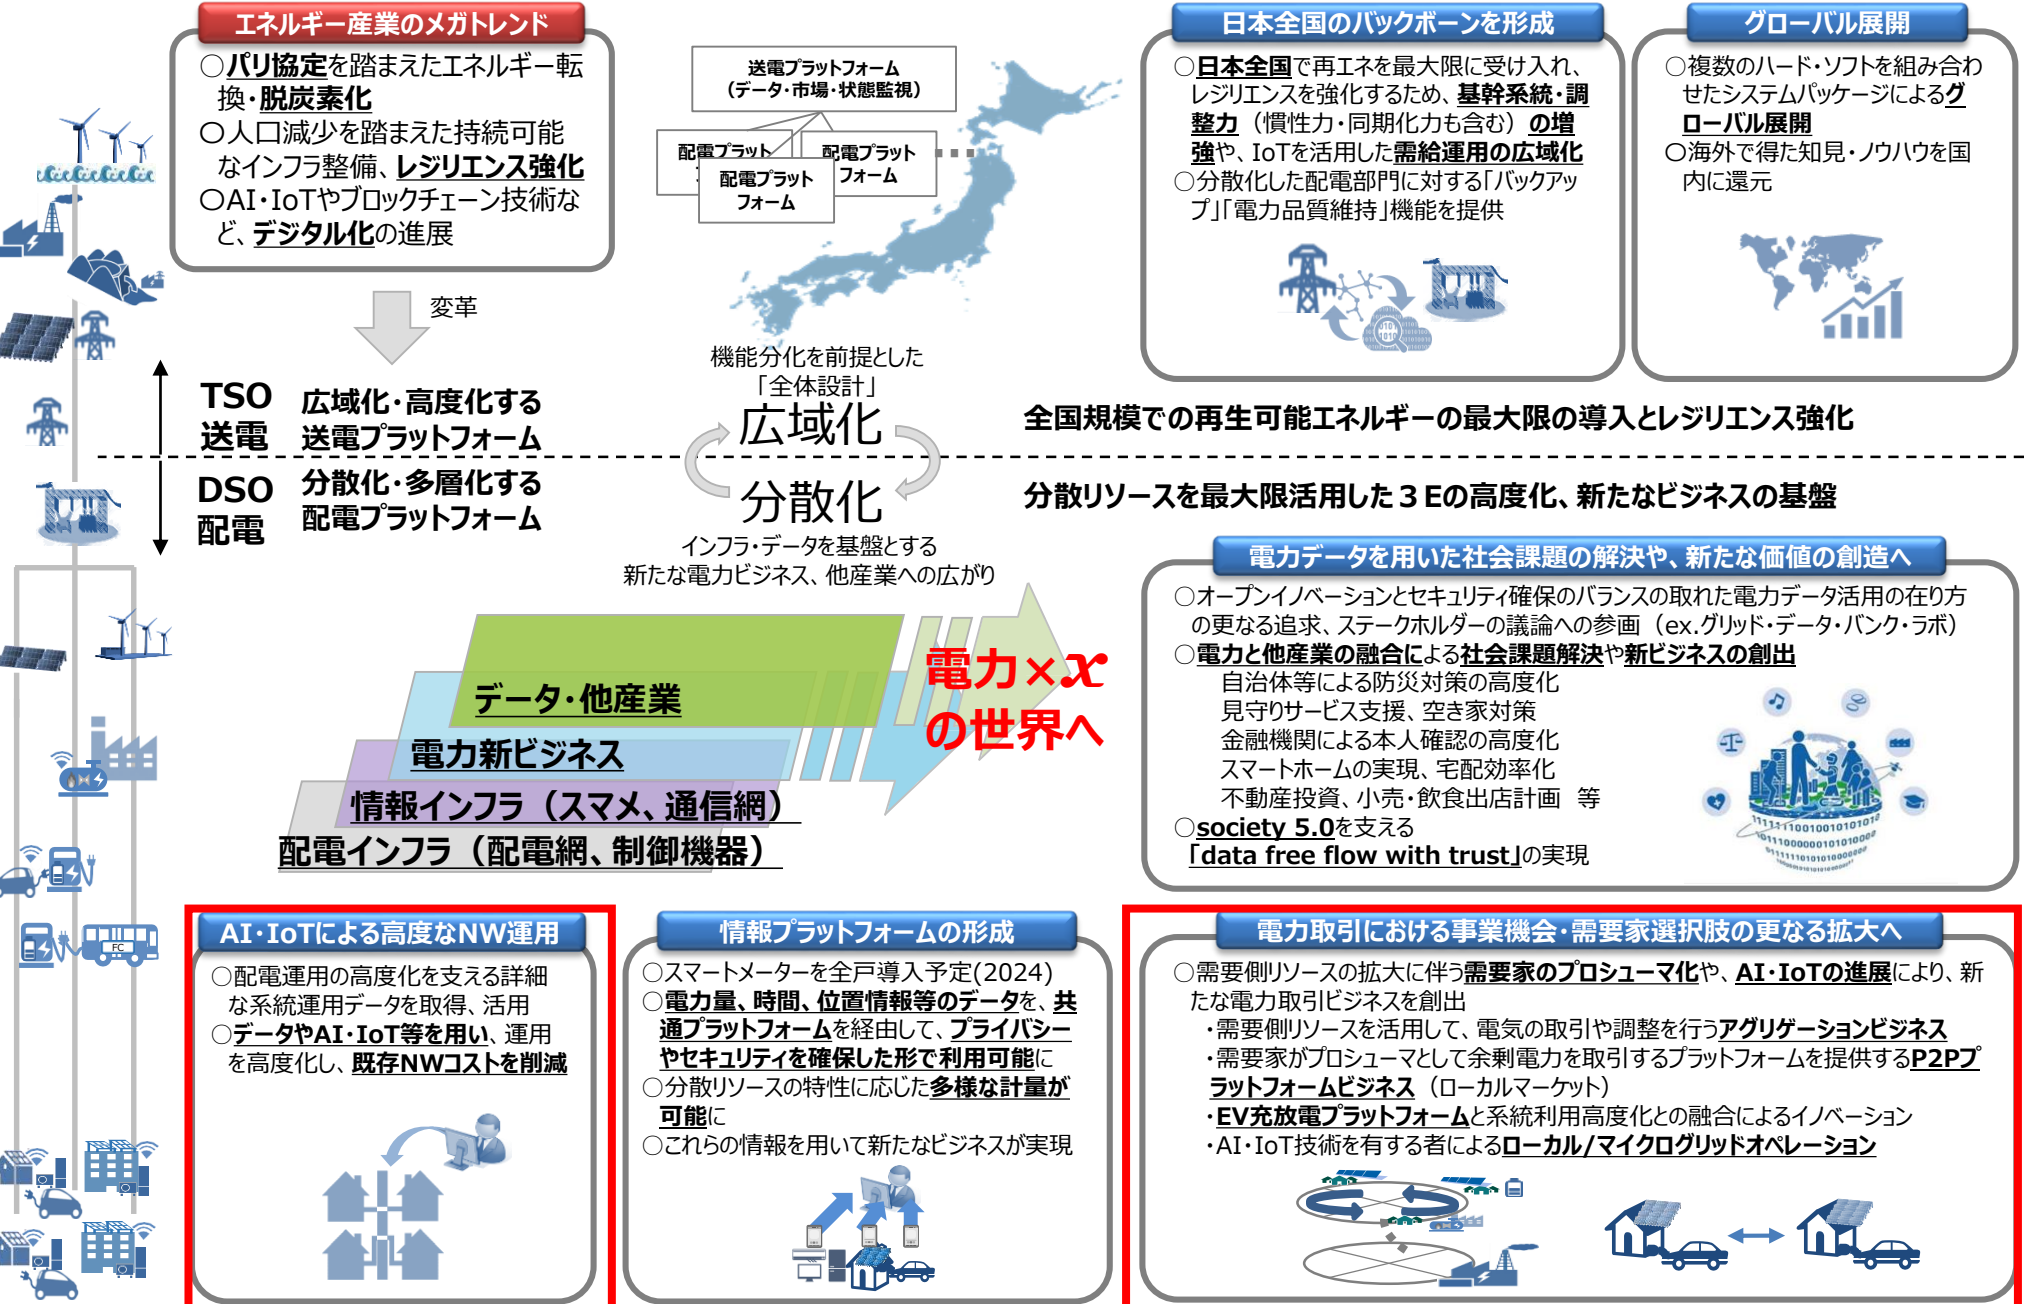 エネルギー産業のメガトレンド
○パリ協定を踏まえたエネルギー転
換・脱炭素化
○人口減少を踏まえた持続可能
なインフラ整備、レジリエンス強化
○AI・IoTやブロックチェーン技術な
ど、デジタル化の進展
変革
送電プラットフォーム
(データ・市場・状態監視)
配電プラット
配電プラット
フォーム
配電プラット
フォーム
日本全国のバックボーンを形成
○日本全国で再エネを最大限に受け入れ、
レジリエンスを強化するため、基幹系統・調
整力（慣性力・同期化力も含む）の増
強や、IoTを活用した需給運用の広域化
○分散化した配電部門に対する「バックアッ
プ」「電力品質維持」機能を提供
グローバル展開
○複数のハード・ソフトを組み合わ
せたシステムパッケージによるグ
ローバル展開
○海外で得た知見・ノウハウを国
内に還元
TSO
送電
広域化・高度化する
送電プラットフォーム
機能分化を前提とした
「全体設計」
広域化
全国規模での再生可能エネルギーの最大限の導入とレジリエンス強化
DSO
配電
分散化・多層化する
配電プラットフォーム
分散化
インフラ・データを基盤とする
新たな電力ビジネス、他産業への広がり
分散リソースを最大限活用した３Eの高度化、新たなビジネスの基盤
データ・他産業
電力新ビジネス
情報インフラ（スマメ、通信網）
配電インフラ（配電網、制御機器）
電力×x
の世界へ
電力データを用いた社会課題の解決や、新たな価値の創造へ
○オープンイノベーションとセキュリティ確保のバランスの取れた電力データ活用の在り方
の更なる追求、ステークホルダーの議論への参画（ex.グリッド・データ・バンク・ラボ）
○電力と他産業の融合による社会課題解決や新ビジネスの創出
自治体等による防災対策の高度化
見守りサービス支援、空き家対策
金融機関による本人確認の高度化
スマートホームの実現、宅配効率化
不動産投資、小売・飲食出店計画 等
○society 5.0を支える
「data free flow with trust」の実現
FC
AI・IoTによる高度なNW運用
○配電運用の高度化を支える詳細
な系統運用データを取得、活用
○データやAI・IoT等を用い、運用
を高度化し、既存NWコストを削減
情報プラットフォームの形成
○スマートメーターを全戸導入予定(2024)
○電力量、時間、位置情報等のデータを、共
通プラットフォームを経由して、プライバシー
やセキュリティを確保した形で利用可能に
○分散リソースの特性に応じた多様な計量が
可能に
○これらの情報を用いて新たなビジネスが実現
電力取引における事業機会・需要家選択肢の更なる拡大へ
○需要側リソースの拡大に伴う需要家のプロシューマ化や、AI・IoTの進展により、新
たな電力取引ビジネスを創出
・需要側リソースを活用して、電気の取引や調整を行うアグリゲーションビジネス
・需要家がプロシューマとして余剰電力を取引するプラットフォームを提供するP2Pプ
ラットフォームビジネス（ローカルマーケット）
・EV充放電プラットフォームと系統利用高度化との融合によるイノベーション
・AI・IoT技術を有する者によるローカル/マイクログリッドオペレーション